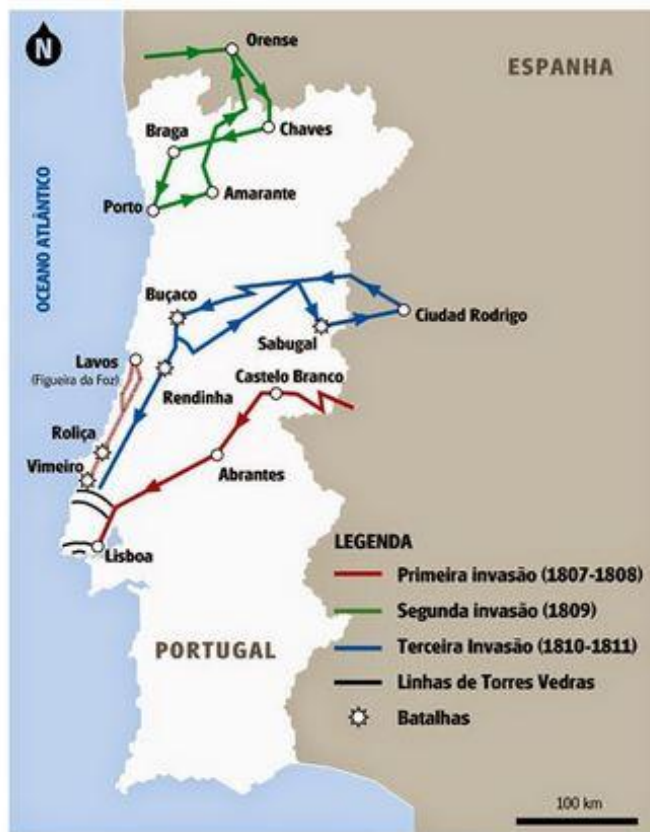 N
Orense
ESPANHA
Braga
Chaves
OCEANO ATLÂNTICO
Porto
Amarante
Buçaco
Ciudad Rodrigo
Sabugal
Lavos
(Figueira da Foz)
Rendinha
Castelo Branco
Roliça
Vimeiro
Abrantes
Lisboa
LEGENDA
Primeira invasão (1807-1808)
Segunda invasão (1809)
Terceira Invasão (1810-1811)
Linhas de Torres Vedras
Batalhas
PORTUGAL
100 km